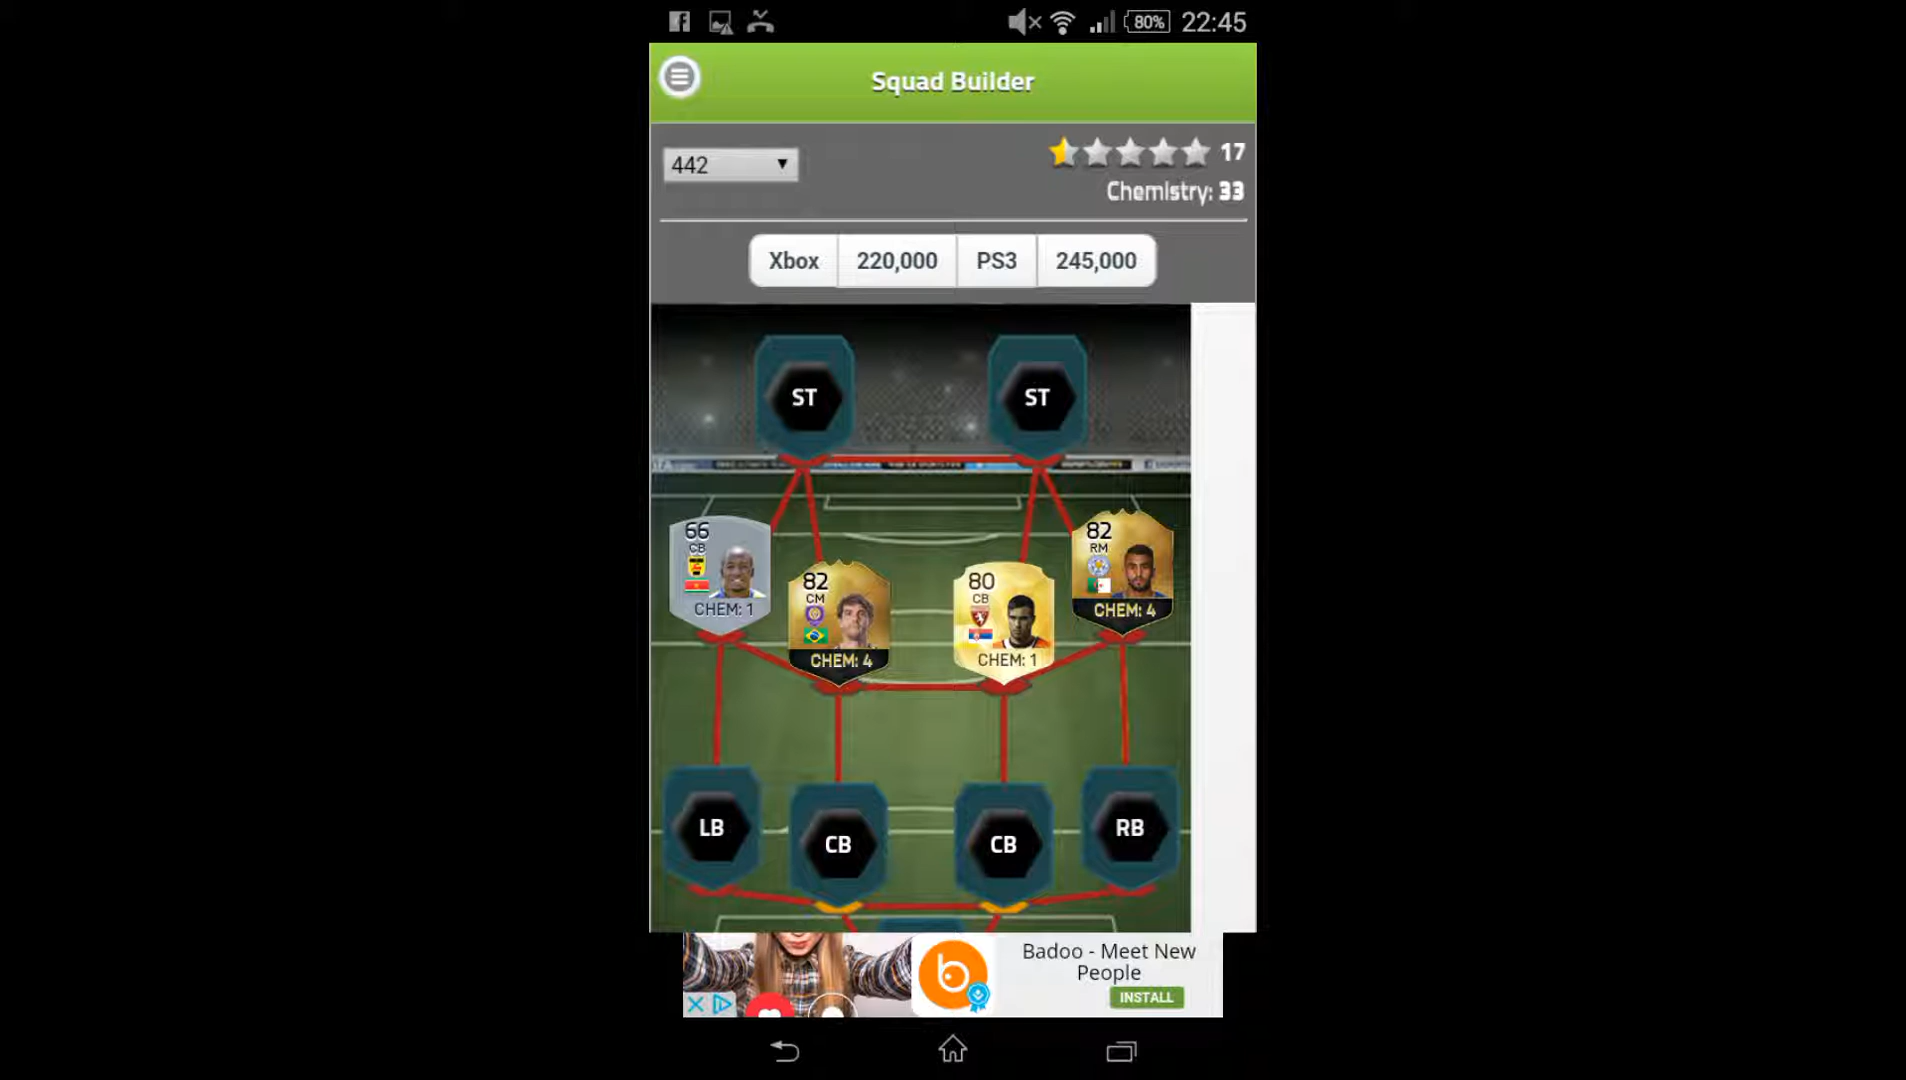 80% 22:45
Squad Builder
442
17
Chemistry: 33
Xbox 220,000 PS3 245,000
ST ST
66
CB
CHEM: 1
82
CM
CHEM: 4
80
CB
CHEM: 1
82
RM
CHEM: 4
LB CB CB RB
Badoo - Meet New
People
INSTALL